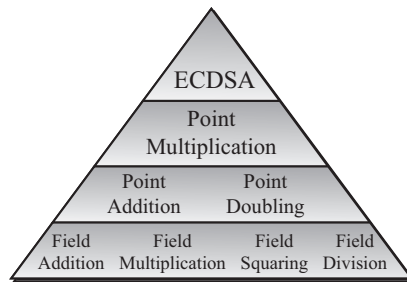 ECDSA
Point
Multiplication
Point Addition
Point Doubling
Field Addition
Field Multiplication
Field Squaring
Field Division